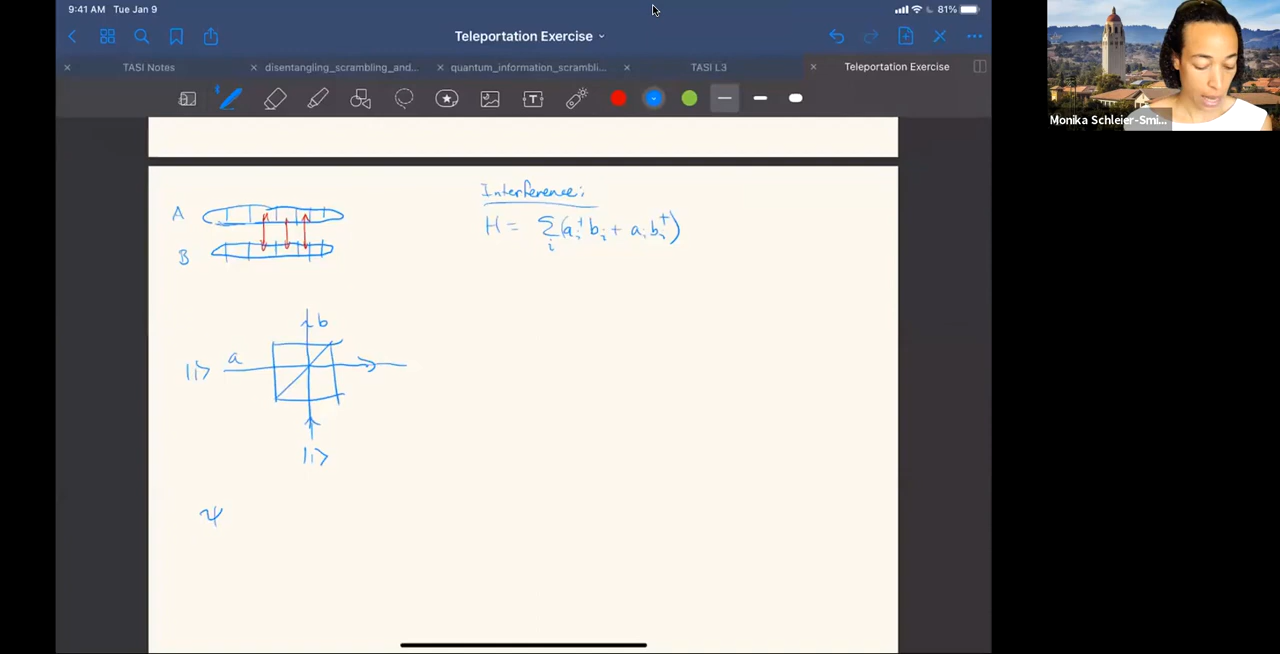 9:41 AM Tue Jan 9
81%
Teleportation Exercise
TASI Notes
disentangling_scrambling_and...
quantum_information_scrambli...
TASI L3
Teleportation Exercise
Monika Schleier-Smi...
A
B
Interference:
H = Σ_i (a_i^† b_i + a_i b_i^†)
b
|1⟩ a
|1⟩
ψ